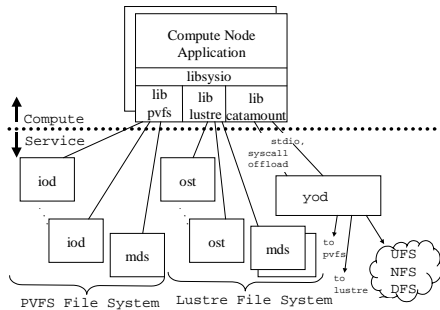 Compute Node
Application
libsysio
lib
pvfs
lib
lustre
lib
catamount
Compute
Service
stdio,
syscall
offload
iod
ost
yod
iod
mds
ost
mds
to
pvfs
to
lustre
UFS
NFS
DFS
PVFS File System
Lustre File System